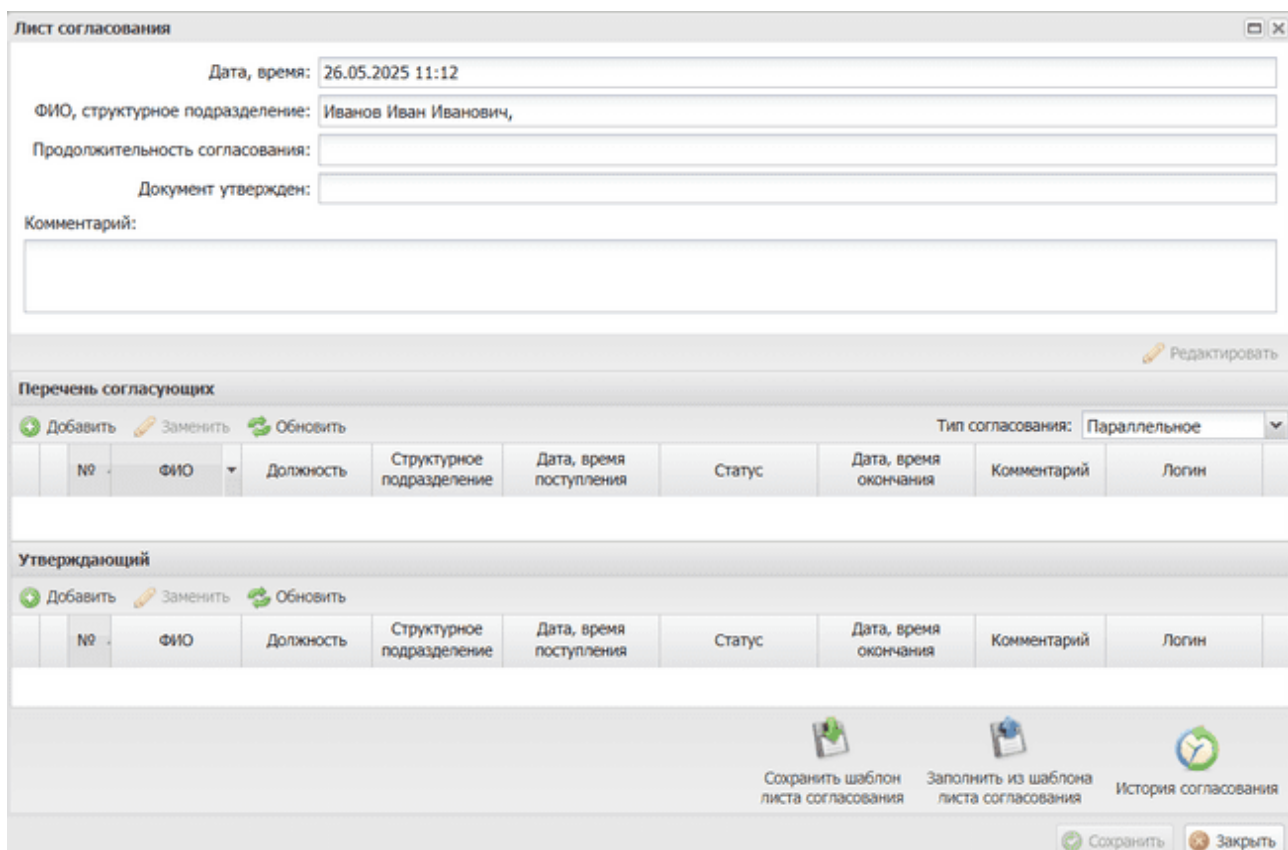 Лист согласования
Дата, время: 26.05.2025 11:12
ФИО, структурное подразделение: Иванов Иван Иванович,
Продолжительность согласования:
Документ утвержден:
Комментарий:
Редактировать
Перечень согласующих
Добавить Заменить Обновить Тип согласования: Параллельное
№ ФИО Должность Структурное подразделение Дата, время поступления Статус Дата, время окончания Комментарий Логин
Утверждающий
Добавить Заменить Обновить
№ ФИО Должность Структурное подразделение Дата, время поступления Статус Дата, время окончания Комментарий Логин
Сохранить шаблон листа согласования Заполнить из шаблона листа согласования История согласования
Сохранить Закрыть